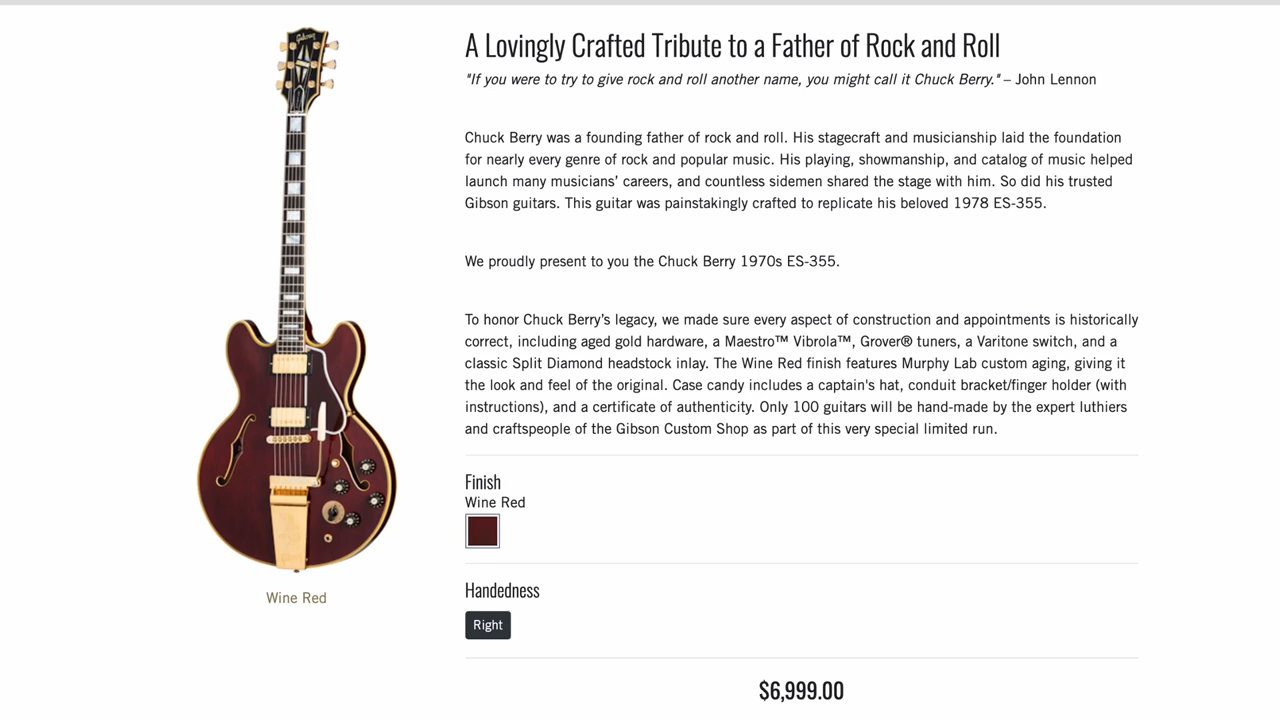 Gibson
A Lovingly Crafted Tribute to a Father of Rock and Roll
"If you were to try to give rock and roll another name, you might call it Chuck Berry." – John Lennon
Chuck Berry was a founding father of rock and roll. His stagecraft and musicianship laid the foundation
for nearly every genre of rock and popular music. His playing, showmanship, and catalog of music helped
launch many musicians’ careers, and countless sidemen shared the stage with him. So did his trusted
Gibson guitars. This guitar was painstakingly crafted to replicate his beloved 1978 ES-355.
We proudly present to you the Chuck Berry 1970s ES-355.
To honor Chuck Berry’s legacy, we made sure every aspect of construction and appointments is historically
correct, including aged gold hardware, a Maestro™ Vibrola™, Grover® tuners, a Varitone switch, and a
classic Split Diamond headstock inlay. The Wine Red finish features Murphy Lab custom aging, giving it
the look and feel of the original. Case candy includes a captain's hat, conduit bracket/finger holder (with
instructions), and a certificate of authenticity. Only 100 guitars will be hand-made by the expert luthiers
and craftspeople of the Gibson Custom Shop as part of this very special limited run.
Finish
Wine Red
Wine Red
Handedness
Right
$6,999.00